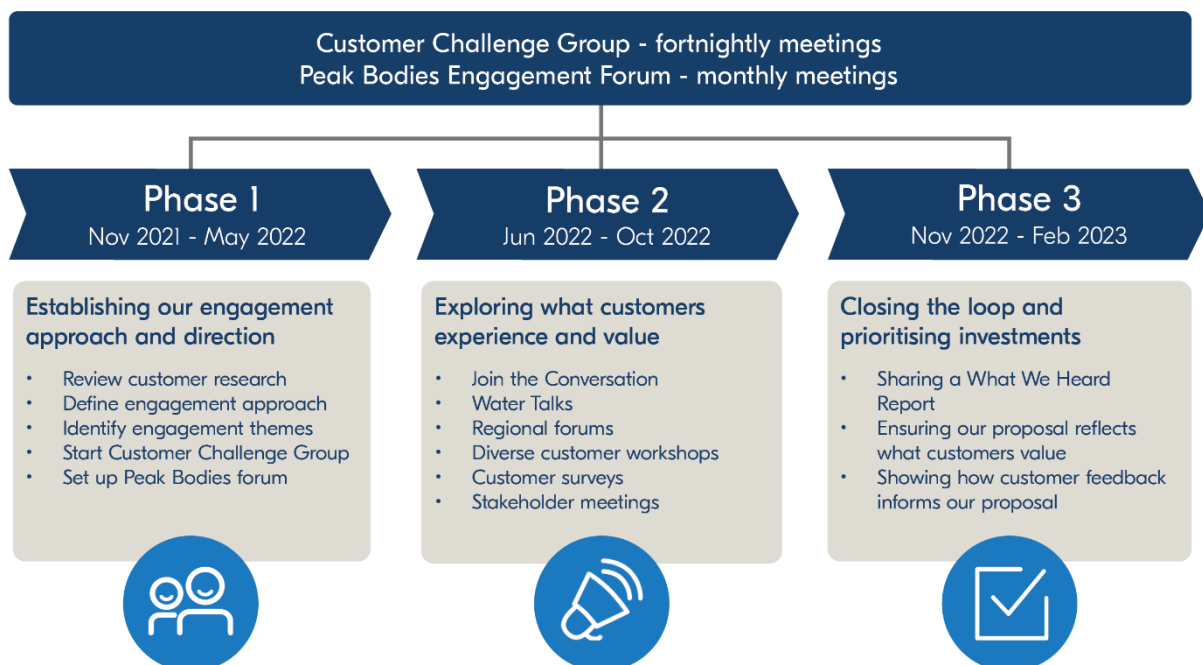 Customer Challenge Group - fortnightly meetings
Peak Bodies Engagement Forum - monthly meetings
Phase 1
Nov 2021 - May 2022
Establishing our engagement
approach and direction
• Review customer research
• Define engagement approach
• Identify engagement themes
• Start Customer Challenge Group
• Set up Peak Bodies forum
Phase 2
Jun 2022 - Oct 2022
Exploring what customers
experience and value
• Join the Conversation
• Water Talks
• Regional forums
• Diverse customer workshops
• Customer surveys
• Stakeholder meetings
Phase 3
Nov 2022 - Feb 2023
Closing the loop and
prioritising investments
• Sharing a What We Heard
Report
• Ensuring our proposal reflects
what customers value
• Showing how customer feedback
informs our proposal